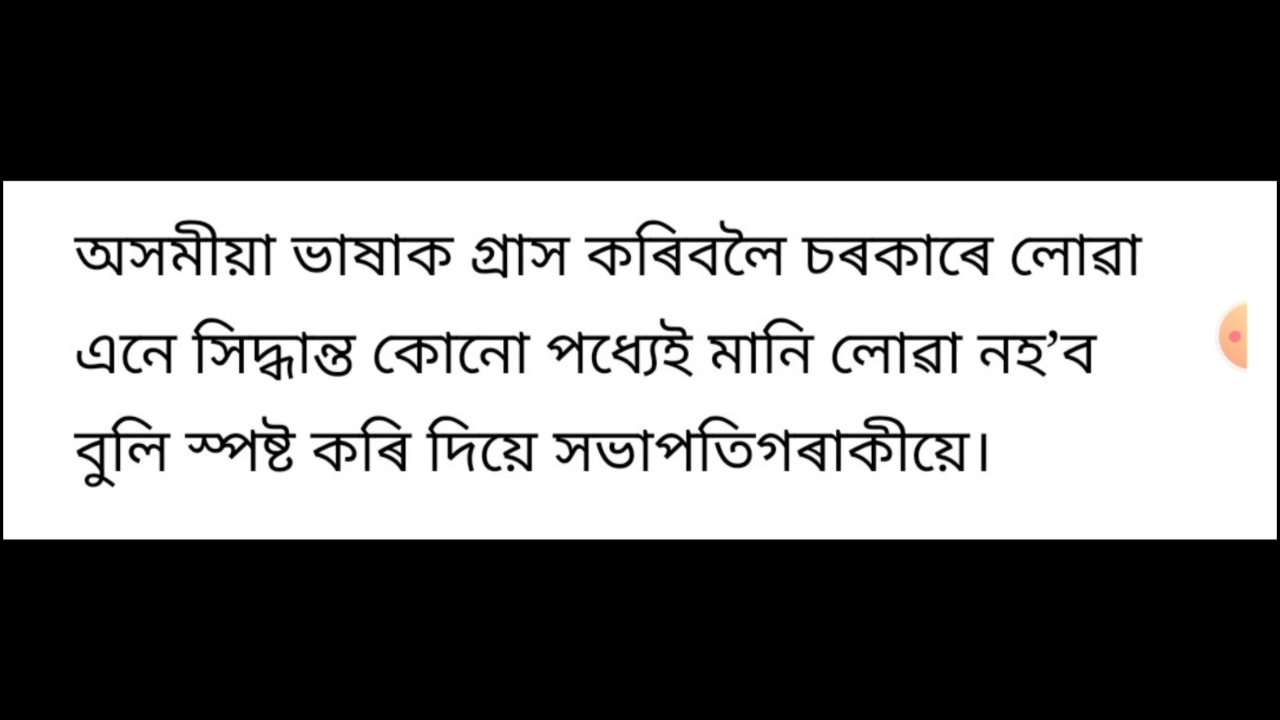 অসমীয়া ভাষাক গ্ৰাস কৰিবলৈ চৰকাৰে লোৱা
এনে সিদ্ধান্ত কোনো পধ্যেই মানি লোৱা নহ’ব
বুলি স্পষ্ট কৰি দিয়ে সভাপতিগৰাকীয়ে।